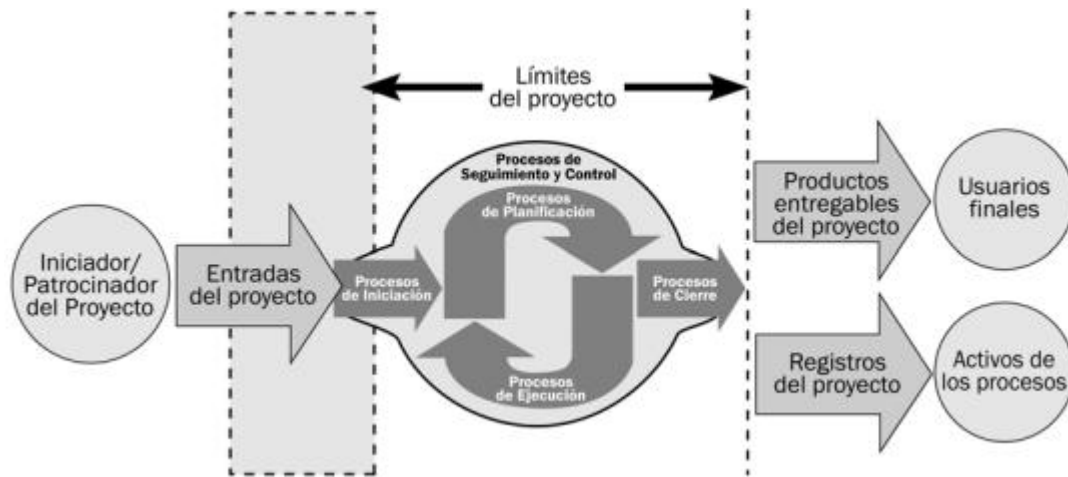 Límites
del proyecto
Procesos de
Seguimiento y Control
Procesos
de Planificación
Iniciador/
Patrocinador
del Proyecto
Entradas
del proyecto
Procesos
de Iniciación
Procesos
de Cierre
Procesos
de Ejecución
Productos
entregables
del proyecto
Usuarios
finales
Registros
del proyecto
Activos de
los procesos